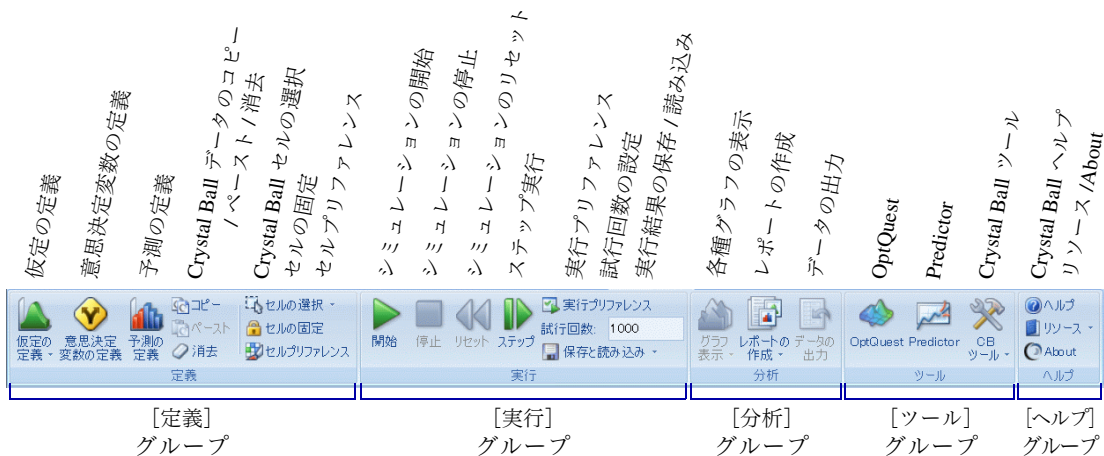 仮定の定義
意思決定変数の定義
予測の定義
Crystal Ball データのコピー
/ ペースト / 消去
Crystal Ball セルの選択
セルの固定
セルプリファレンス
シミュレーションの開始
シミュレーションの停止
シミュレーションのリセット
ステップ実行
実行プリファレンス
試行回数の設定
実行結果の保存 / 読み込み
各種グラフの表示
レポートの作成
データの出力
OptQuest
Predictor
Crystal Ball ツール
Crystal Ball ヘルプ
リソース /About
仮定の
定義
意思決定
変数の定義
予測の
定義
コピー
ペースト
消去
セルの選択
セルの固定
セルプリファレンス
定義
開始
停止
リセット
ステップ
実行プリファレンス
試行回数: 1000
保存と読み込み
実行
グラフ
表示
レポートの
作成
データの
出力
分析
OptQuest
Predictor
CB
ツール
ツール
ヘルプ
リソース
About
ヘルプ
[定義]
グループ
[実行]
グループ
[分析]
グループ
[ツール]
グループ
[ヘルプ]
グループ